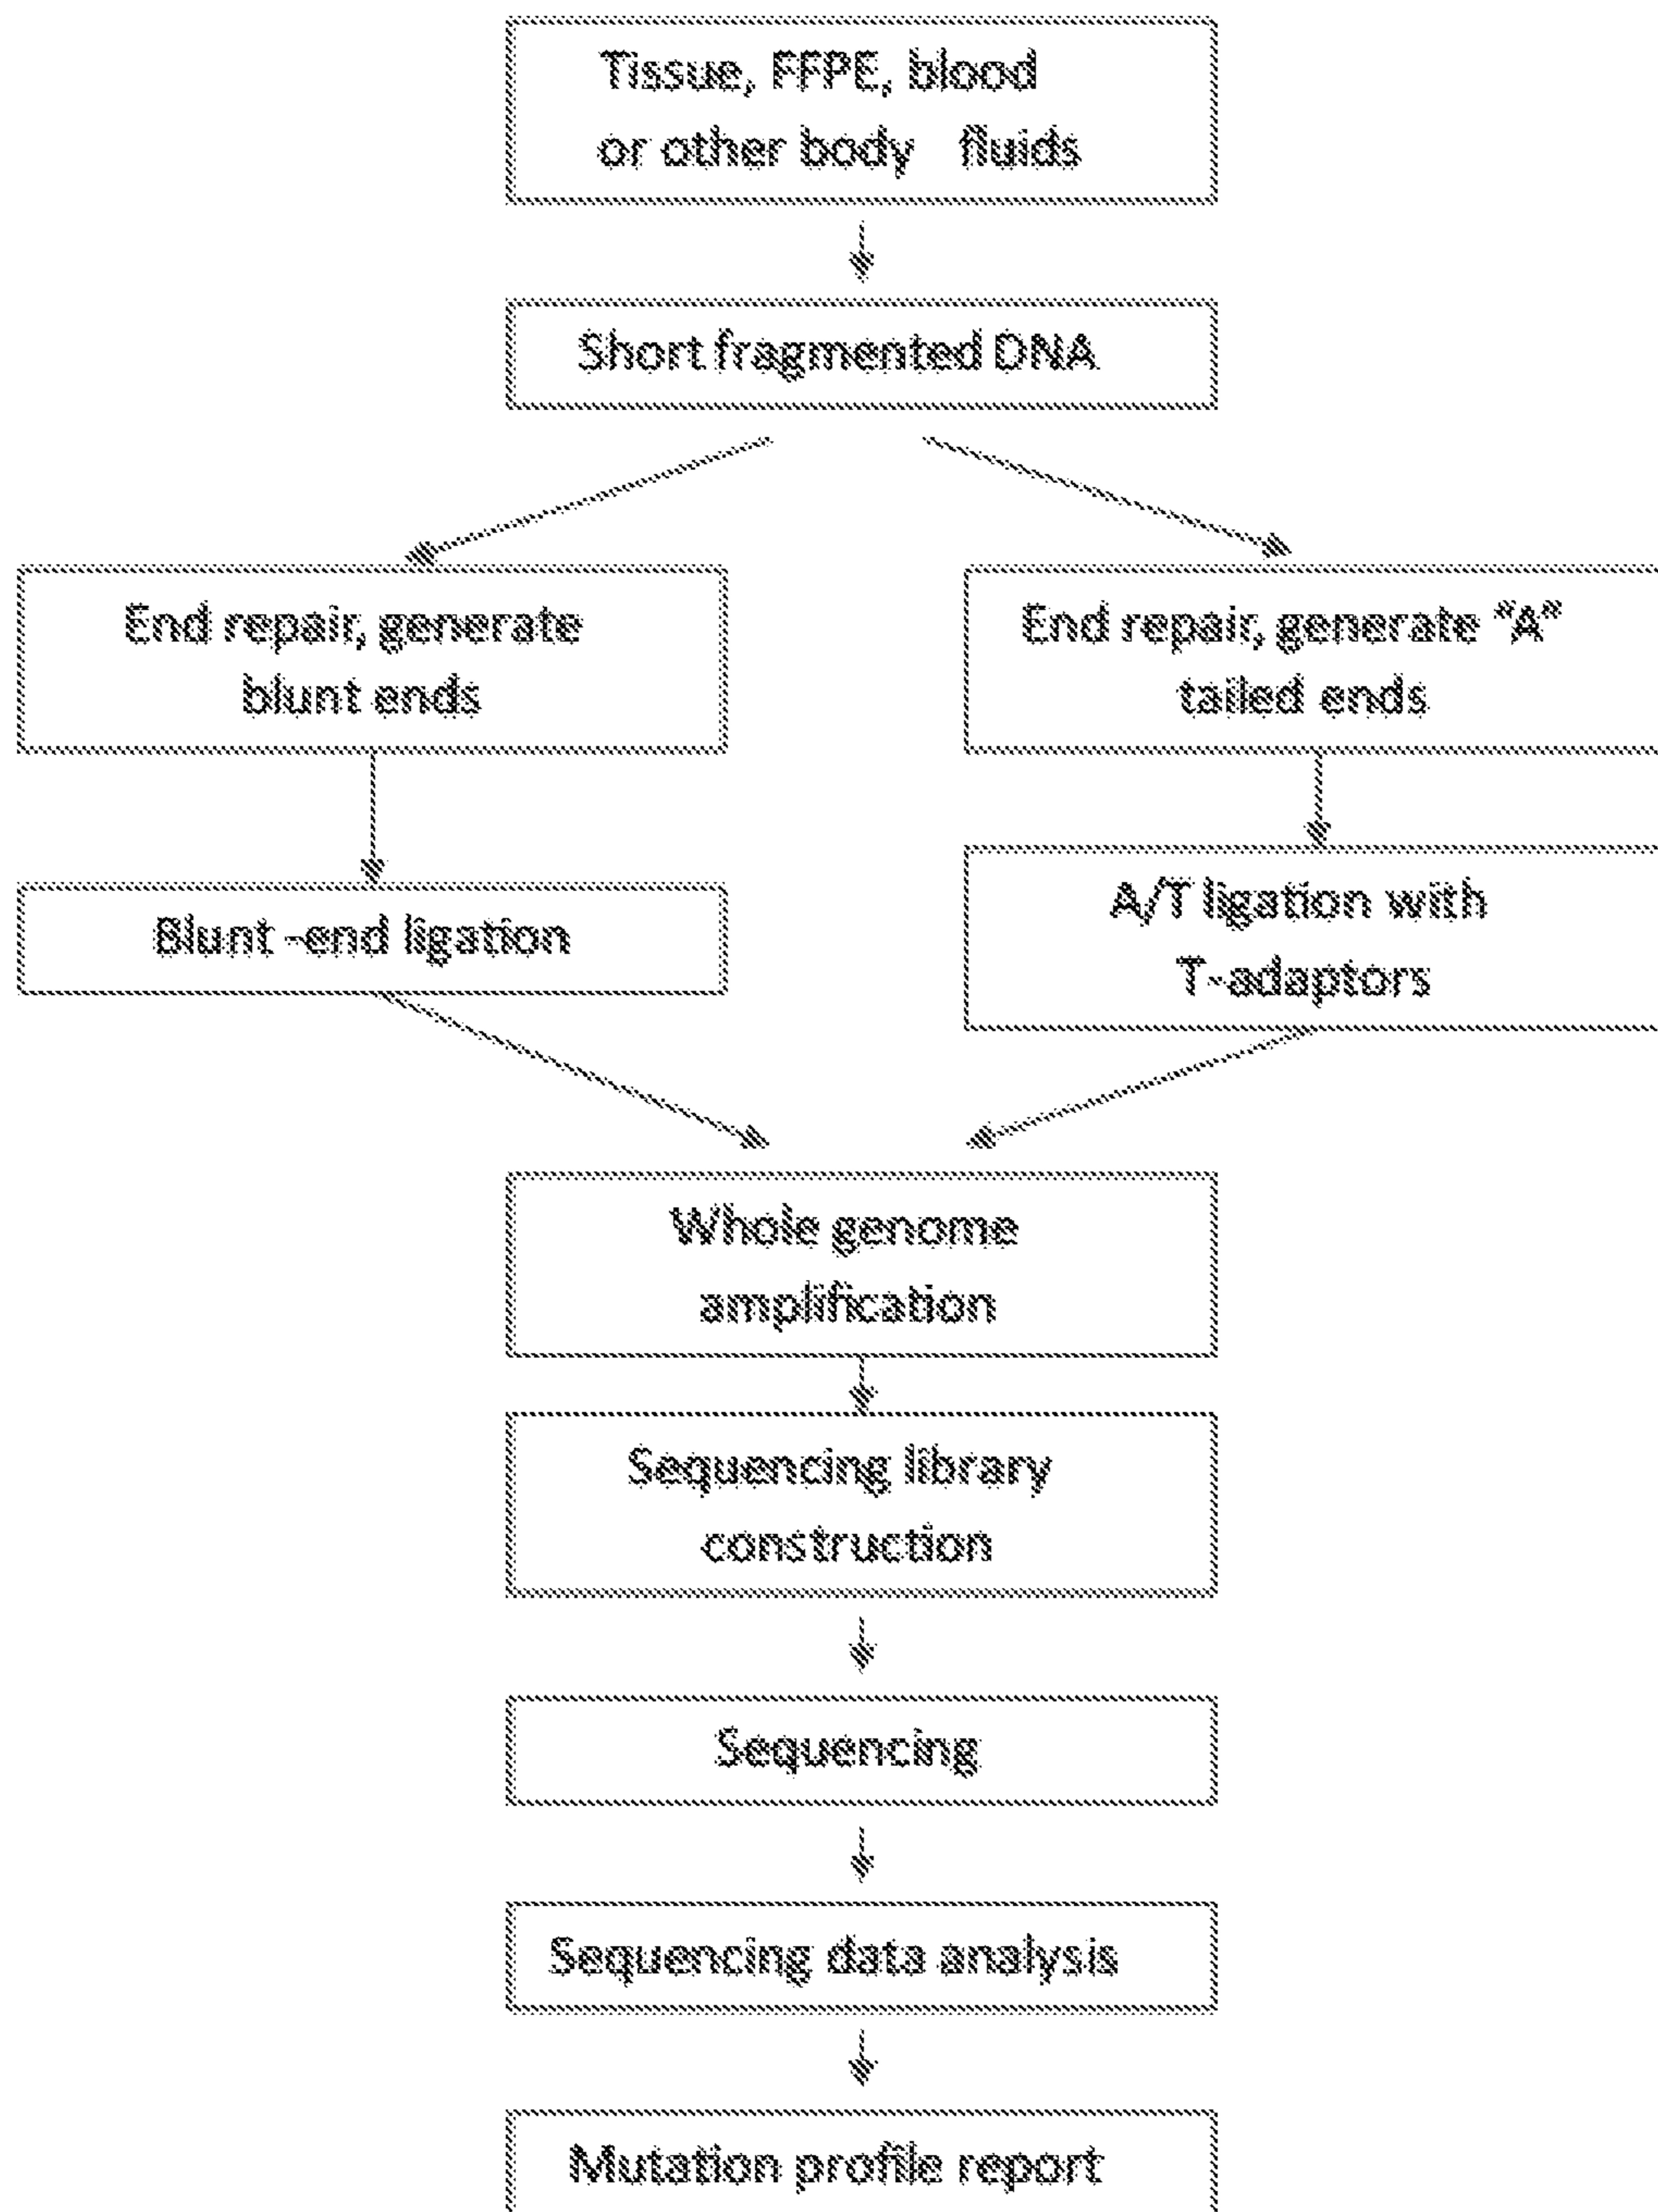 Tissue, FFPE, blood
or other body fluids
Short fragmented DNA
End repair, generate
blunt ends
End repair, generate "A"
tailed ends
Blunt -end ligation
A/T ligation with
T-adaptors
Whole genome
amplification
Sequencing library
construction
Sequencing
Sequencing data analysis
Mutation profile report